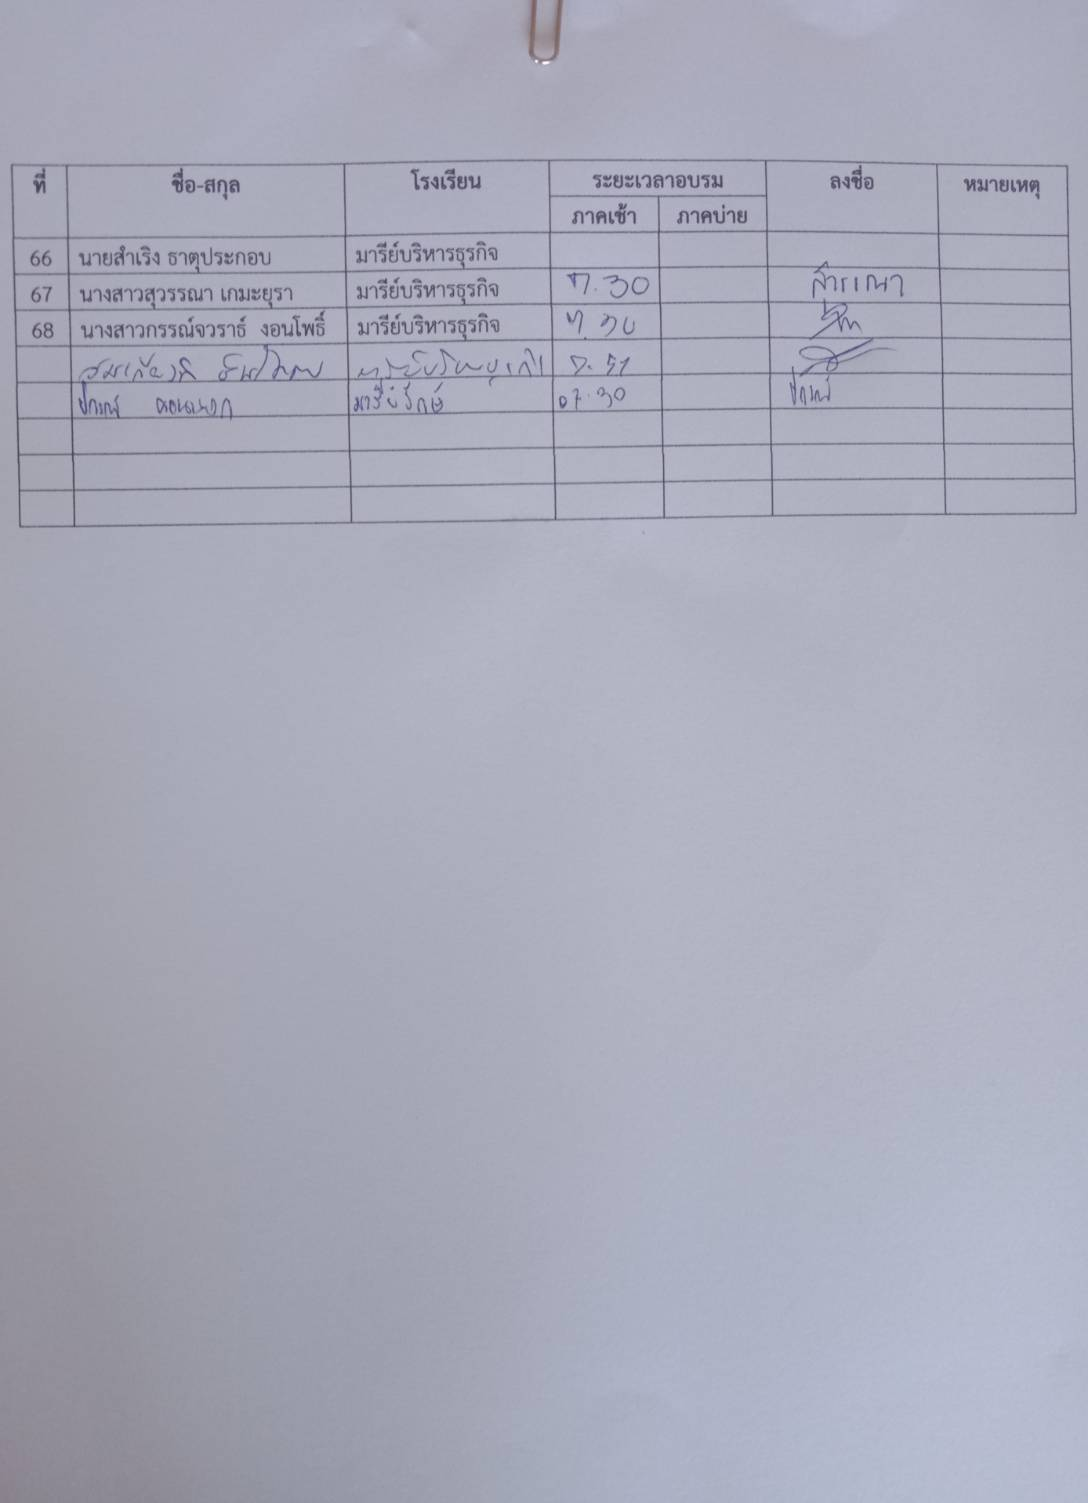 ที่ ชื่อ-สกุล โรงเรียน ระยะเวลาอบรม ลงชื่อ หมายเหตุ
ภาคเช้า ภาคบ่าย
66 นายสำเริง ธาตุประกอบ มารีย์บริหารธุรกิจ
67 นางสาวสุวรรณา เกมะยุรา มารีย์บริหารธุรกิจ 7.30
68 นางสาวกรรณ์จวราธ์ งอนโพธิ์ มารีย์บริหารธุรกิจ 7.30
มารีย์รักษ์ 07.30